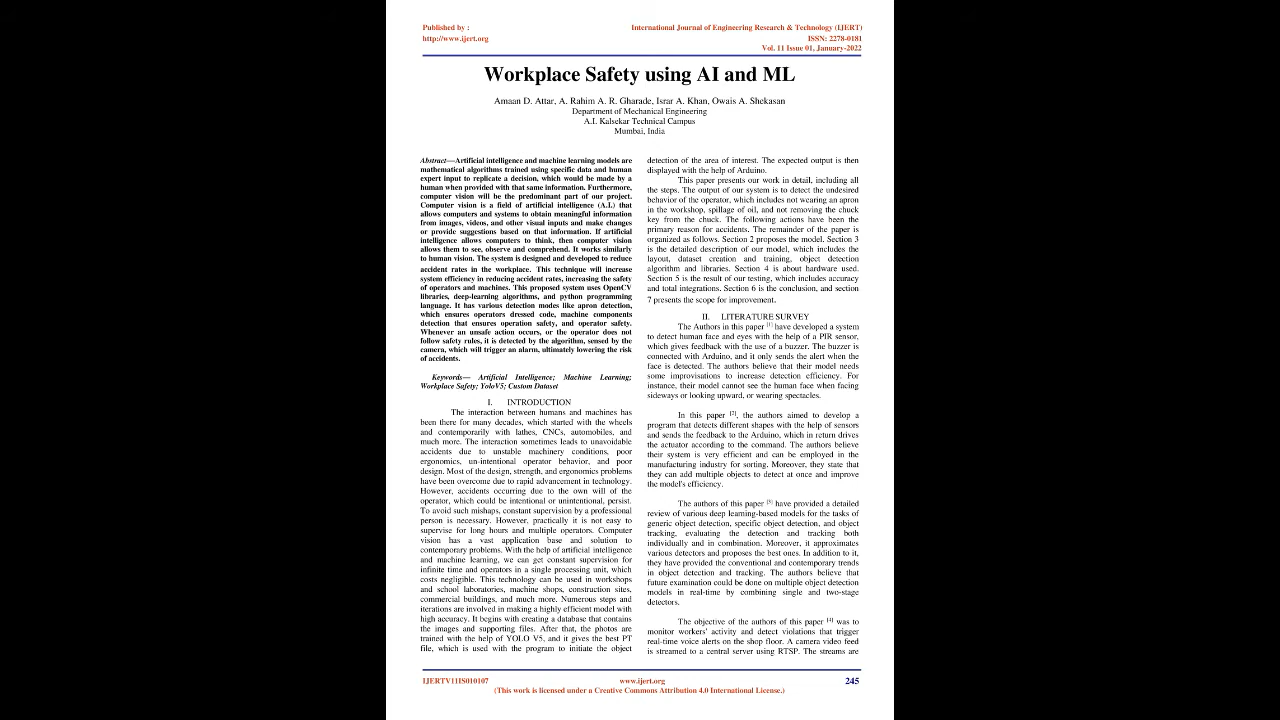 Published by :
http://www.ijert.org
International Journal of Engineering Research & Technology (IJERT)
ISSN: 2278-0181
Vol. 11 Issue 01, January-2022
Workplace Safety using AI and ML
Amaan D. Attar, A. Rahim A. R. Gharade, Israr A. Khan, Owais A. Shekasan
Department of Mechanical Engineering
A.I. Kalsekar Technical Campus
Mumbai, India
Abstract—Artificial intelligence and machine learning models are
mathematical algorithms trained using specific data and human
expert input to replicate a decision, which would be made by a
human when provided with that same information. Furthermore,
computer vision will be the predominant part of our project.
Computer vision is a field of artificial intelligence (A.I.) that
allows computers and systems to obtain meaningful information
from images, videos, and other visual inputs and make changes
or provide suggestions based on that information. If artificial
intelligence allows computers to think, then computer vision
allows them to see, observe and comprehend. It works similarly
to human vision. The system is designed and developed to reduce
accident rates in the workplace. This technique will increase
system efficiency in reducing accident rates, increasing the safety
of operators and machines. This proposed system uses OpenCV
libraries, deep-learning algorithms, and python programming
language. It has various detection modes like apron detection,
which ensures operators dressed code, machine components
detection that ensures operation safety, and operator safety.
Whenever an unsafe action occurs, or the operator does not
follow safety rules, it is detected by the algorithm, sensed by the
camera, which will trigger an alarm, ultimately lowering the risk
of accidents.
Keywords— Artificial Intelligence; Machine Learning;
Workplace Safety; YoloV5; Custom Dataset
I. INTRODUCTION
The interaction between humans and machines has
been there for many decades, which started with the wheels
and contemporarily with lathes, CNCs, automobiles, and
much more. The interaction sometimes leads to unavoidable
accidents due to unstable machinery conditions, poor
ergonomics, un-intentional operator behavior, and poor
design. Most of the design, strength, and ergonomics problems
have been overcome due to rapid advancement in technology.
However, accidents occurring due to the own will of the
operator, which could be intentional or unintentional, persist.
To avoid such mishaps, constant supervision by a professional
person is necessary. However, practically it is not easy to
supervise for long hours and multiple operators. Computer
vision has a vast application base and solution to
contemporary problems. With the help of artificial intelligence
and machine learning, we can get constant supervision for
infinite time and operators in a single processing unit, which
costs negligible. This technology can be used in workshops
and school laboratories, machine shops, construction sites,
commercial buildings, and much more. Numerous steps and
iterations are involved in making a highly efficient model with
high accuracy. It begins with creating a database that contains
the images and supporting files. After that, the photos are
trained with the help of YOLO V5, and it gives the best PT
file, which is used with the program to initiate the object
detection of the area of interest. The expected output is then
displayed with the help of Arduino.
This paper presents our work in detail, including all
the steps. The output of our system is to detect the undesired
behavior of the operator, which includes not wearing an apron
in the workshop, spillage of oil, and not removing the chuck
key from the chuck. The following actions have been the
primary reason for accidents. The remainder of the paper is
organized as follows. Section 2 proposes the model. Section 3
is the detailed description of our model, which includes the
layout, dataset creation and training, object detection
algorithm and libraries. Section 4 is about hardware used.
Section 5 is the result of our testing, which includes accuracy
and total integrations. Section 6 is the conclusion, and section
7 presents the scope for improvement.
II. LITERATURE SURVEY
The Authors in this paper [1] have developed a system
to detect human face and eyes with the help of a PIR sensor,
which gives feedback with the use of a buzzer. The buzzer is
connected with Arduino, and it only sends the alert when the
face is detected. The authors believe that their model needs
some improvisations to increase detection efficiency. For
instance, their model cannot see the human face when facing
sideways or looking upward, or wearing spectacles.
In this paper [2], the authors aimed to develop a
program that detects different shapes with the help of sensors
and sends the feedback to the Arduino, which in return drives
the actuator according to the command. The authors believe
their system is very efficient and can be employed in the
manufacturing industry for sorting. Moreover, they state that
they can add multiple objects to detect at once and improve
the model's efficiency.
The authors of this paper [3] have provided a detailed
review of various deep learning-based models for the tasks of
generic object detection, specific object detection, and object
tracking, evaluating the detection and tracking both
individually and in combination. Moreover, it approximates
various detectors and proposes the best ones. In addition to it,
they have provided the conventional and contemporary trends
in object detection and tracking. The authors believe that
future examination could be done on multiple object detection
models in real-time by combining single and two-stage
detectors.
The objective of the authors of this paper [4] was to
monitor workers' activity and detect violations that trigger
real-time voice alerts on the shop floor. A camera video feed
is streamed to a central server using RTSP. The streams are
IJERTV11IS010107
www.ijert.org
245
(This work is licensed under a Creative Commons Attribution 4.0 International License.)